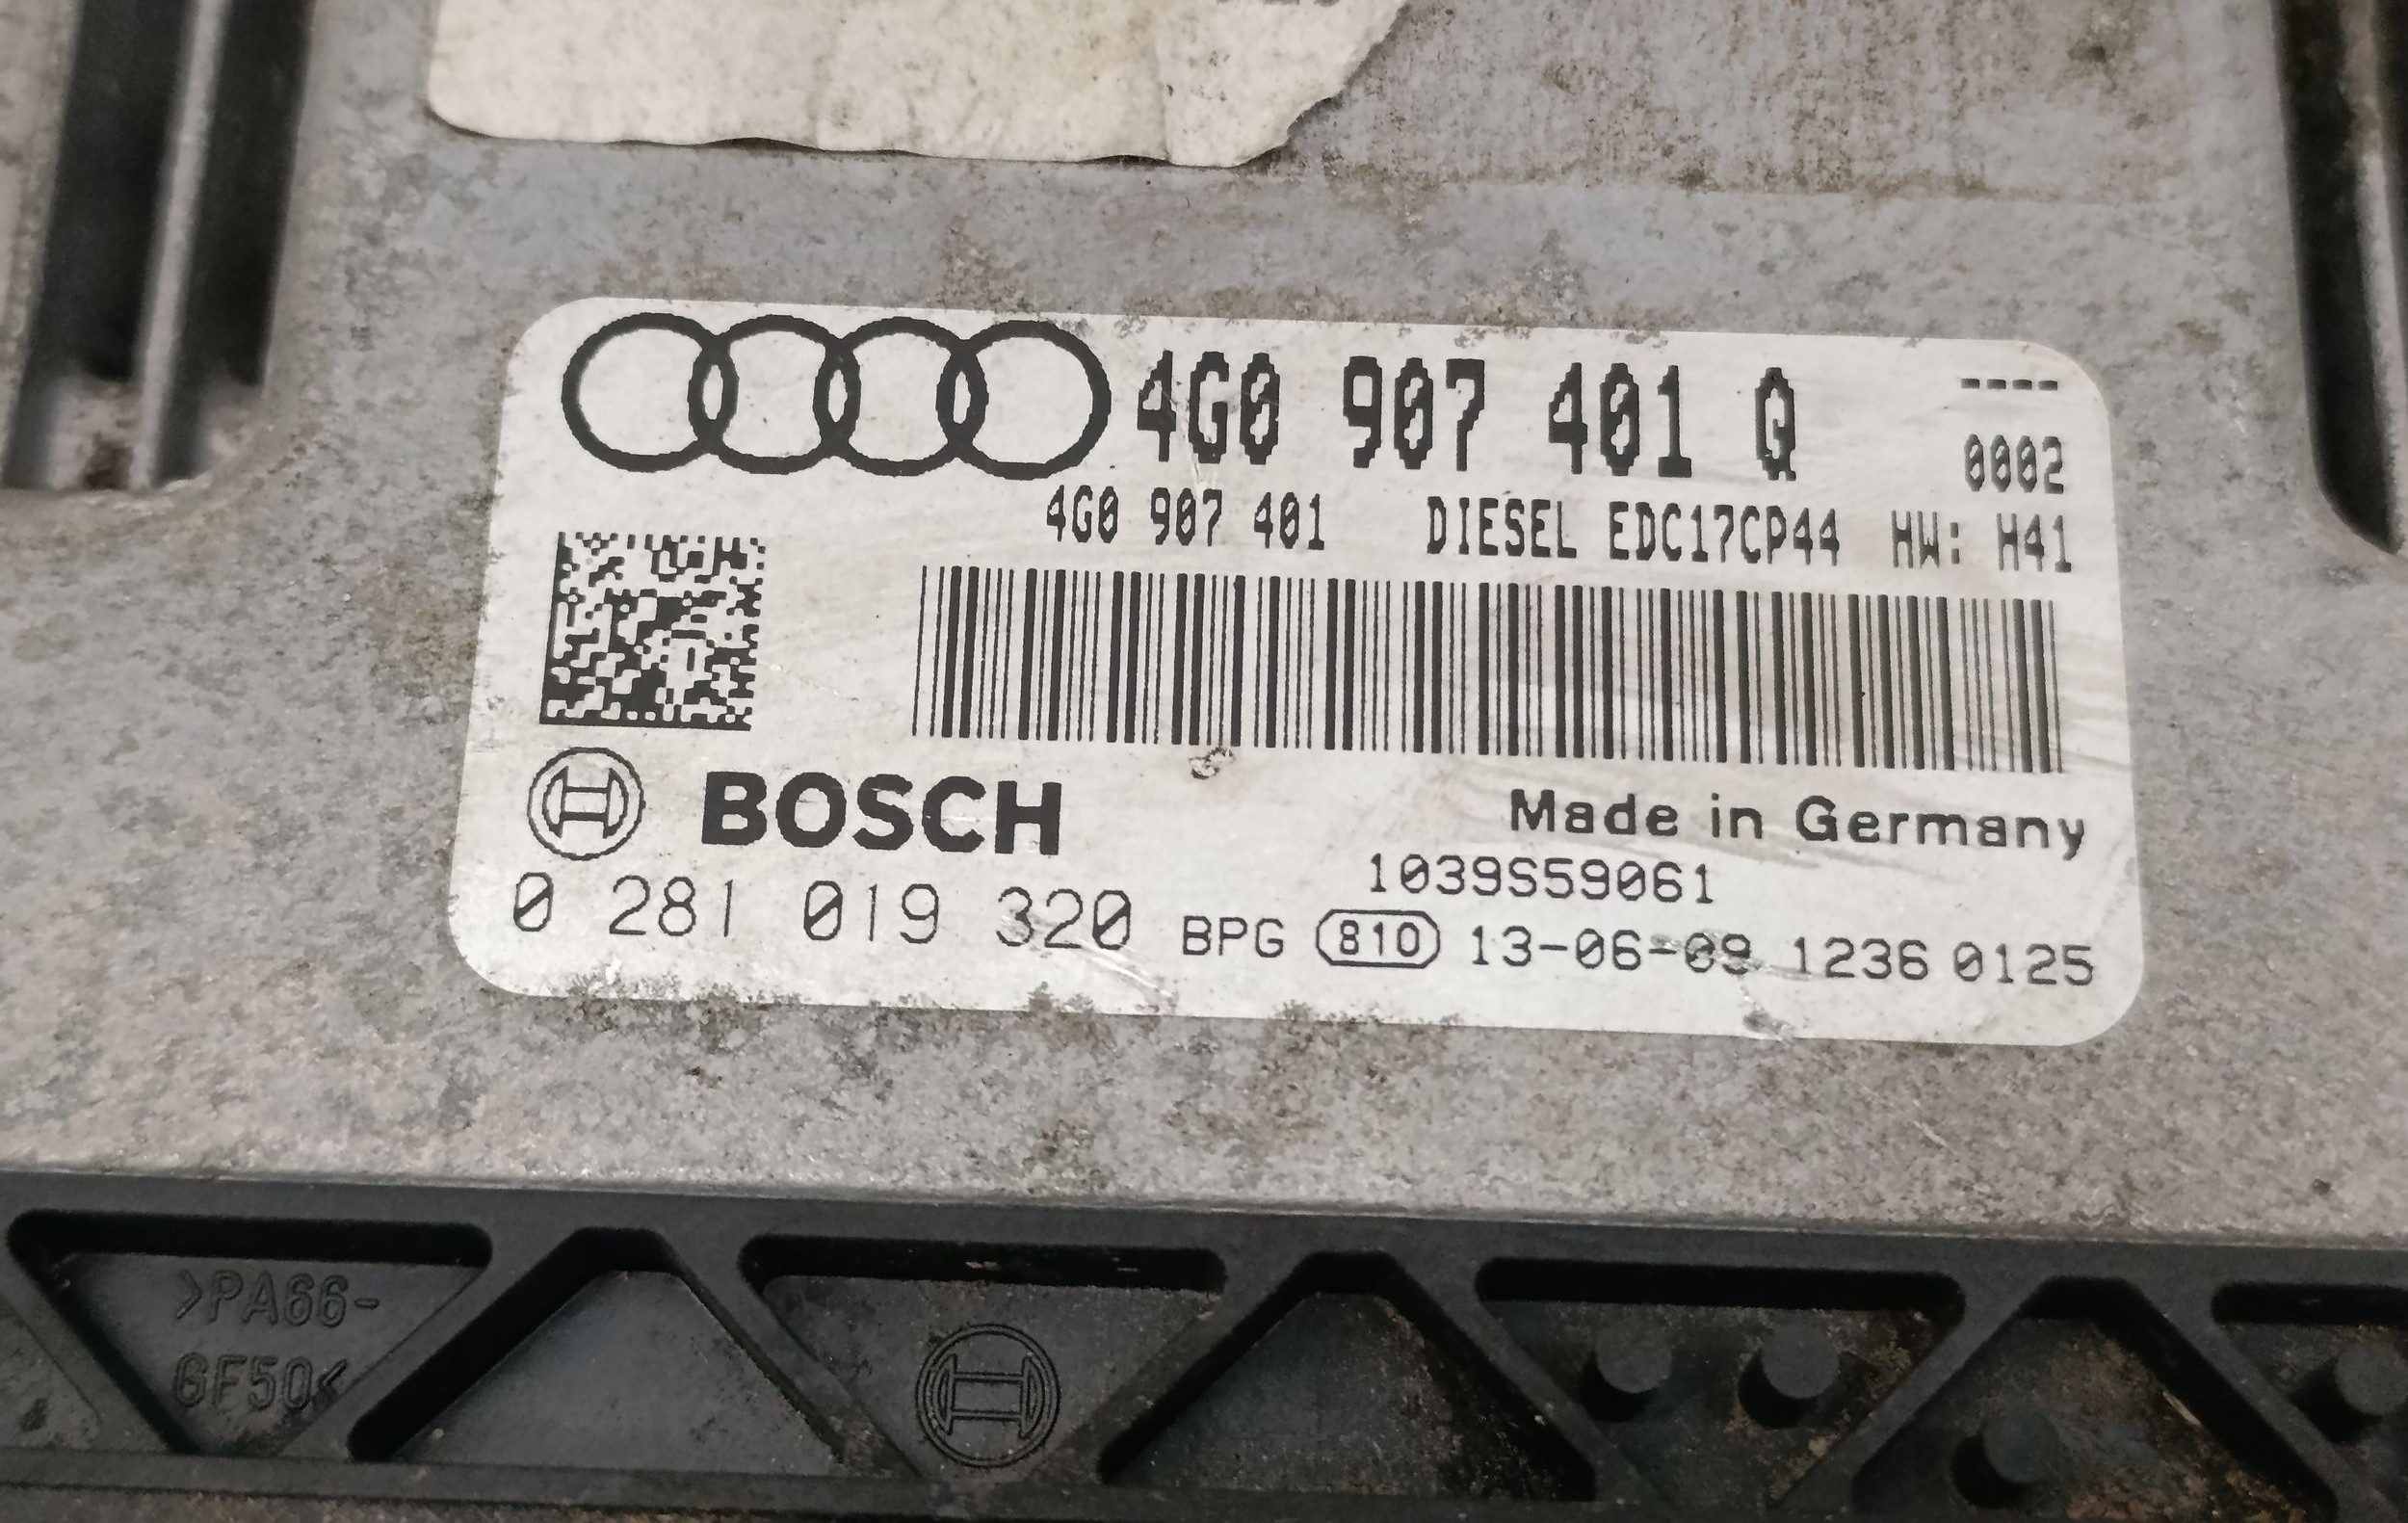 4G0 907 401 Q
----
0002
4G0 907 401 DIESEL EDC17CP44 HW: H41
BOSCH
Made in Germany
1039S59061
0 281 019 320 BPG 810 13-06-09 1236 0125
>PA66-
GF50<